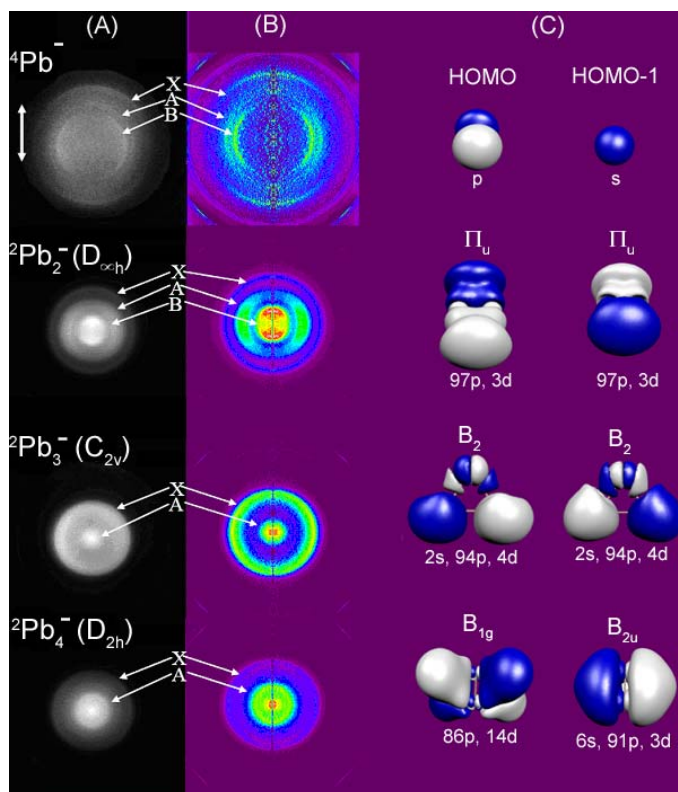 (A) (B) (C)
⁴Pb⁻
X
A
B
HOMO HOMO-1
p s
²Pb₂⁻ (D∞h)
X
A
B
Πu Πu
97p, 3d 97p, 3d
²Pb₃⁻ (C₂v)
X
A
B₂ B₂
2s, 94p, 4d 2s, 94p, 4d
²Pb₄⁻ (D₂h)
X
A
B₁g B₂u
86p, 14d 6s, 91p, 3d